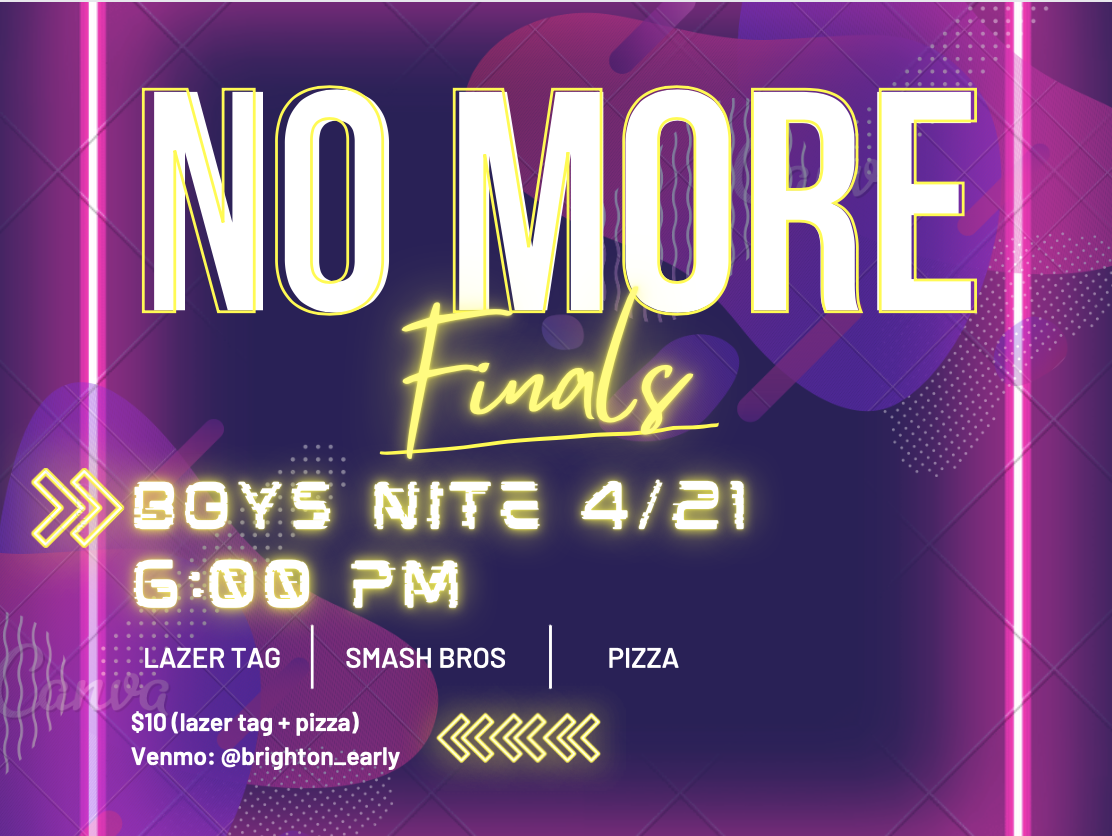 NO MORE
Finals
BOYS NITE 4/21
6:00 PM
LAZER TAG | SMASH BROS | PIZZA
$10 (lazer tag + pizza)
Venmo: @brighton_early
Canva